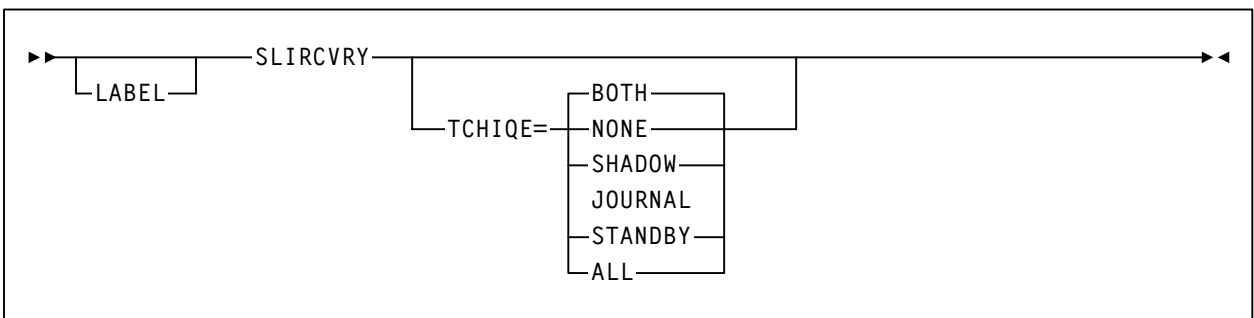 SLIRCVRY
LABEL
BOTH
TCHIQE= NONE
SHADOW
JOURNAL
STANDBY
ALL